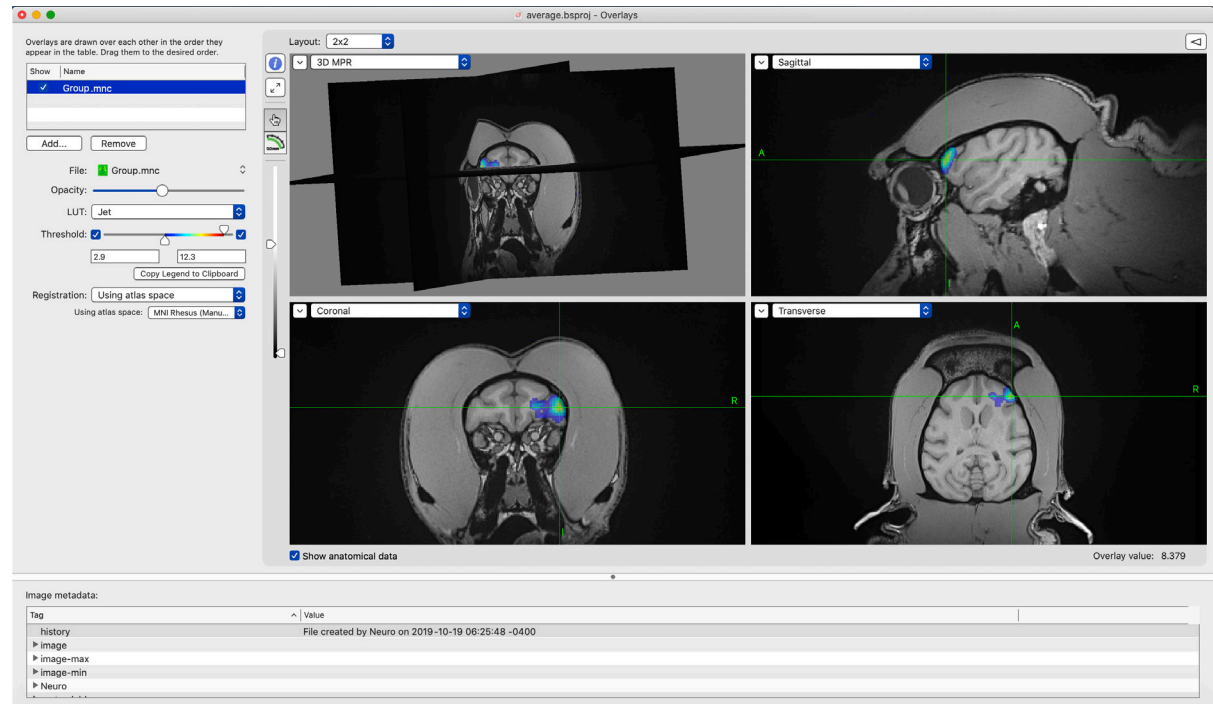 average.bsproj - Overlays
Overlays are drawn over each other in the order they
appear in the table. Drag them to the desired order.
Show Name
Group.mnc
Add... Remove
File: Group.mnc
Opacity:
LUT: Jet
Threshold:
2.9 12.3
Copy Legend to Clipboard
Registration: Using atlas space
Using atlas space: MNI Rhesus (Manu...
Layout: 2x2
3D MPR
Sagittal
A
I
Coronal
R
I
Transverse
A
R
Show anatomical data
Overlay value: 8.379
Image metadata:
Tag Value
history File created by Neuro on 2019-10-19 06:25:48 -0400
image
image-max
image-min
Neuro